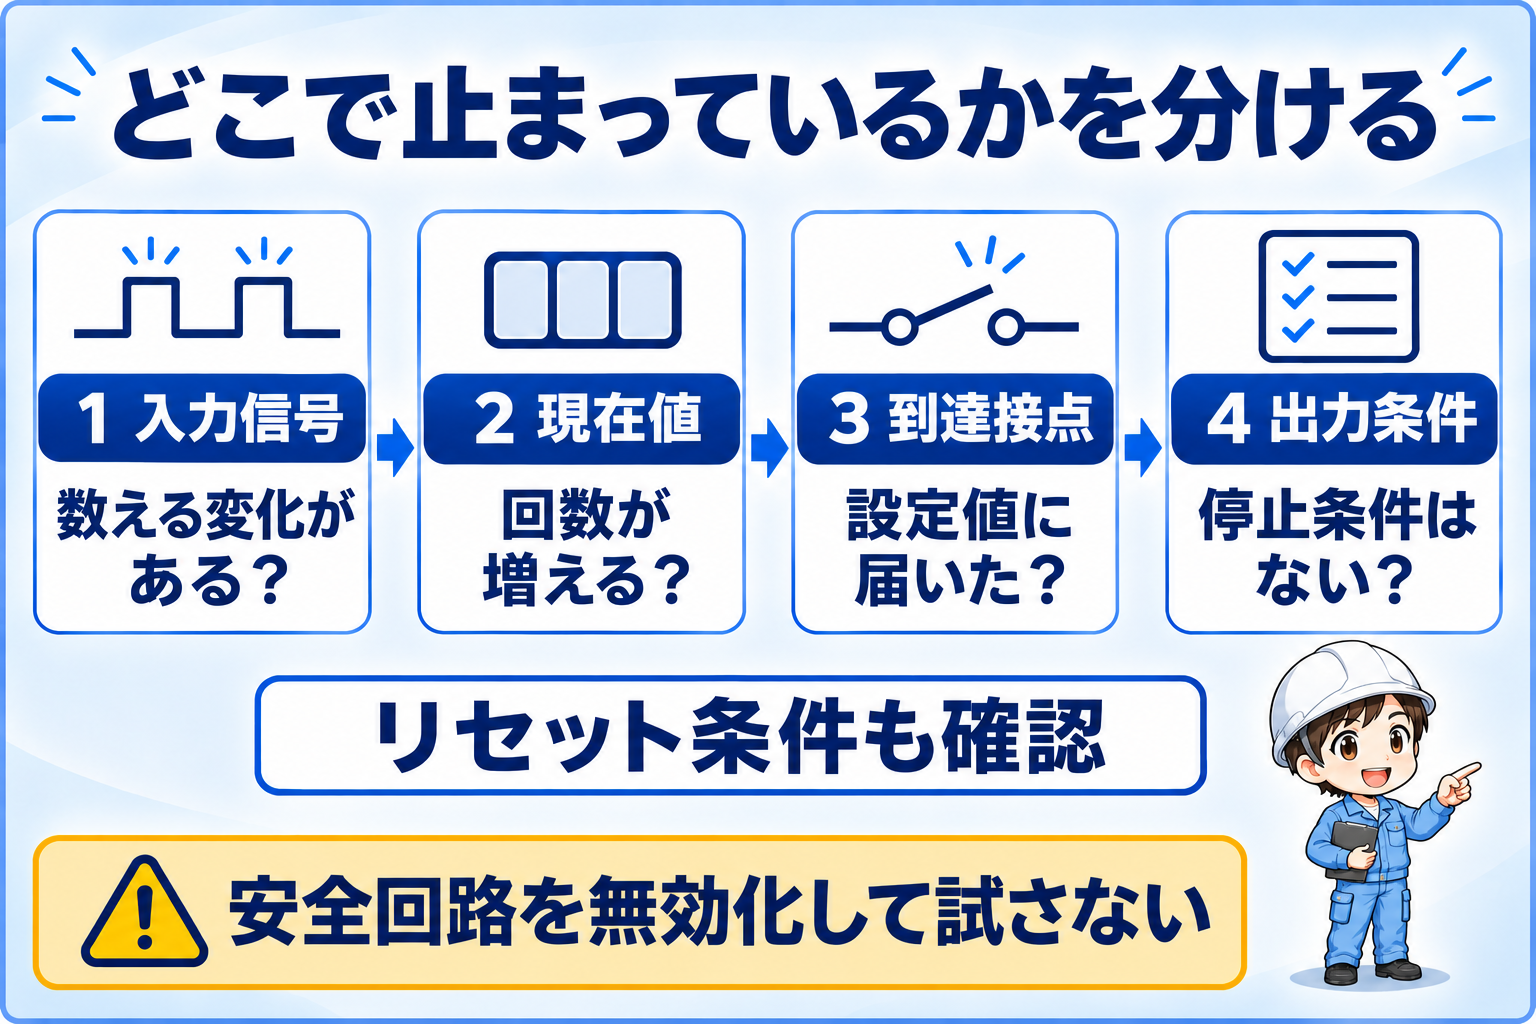 どこで止まっているかを分ける
1 入力信号
数える変化が
ある？
2 現在値
回数が
増える？
3 到達接点
設定値に
届いた？
4 出力条件
停止条件は
ない？
リセット条件も確認
安全回路を無効化して試さない